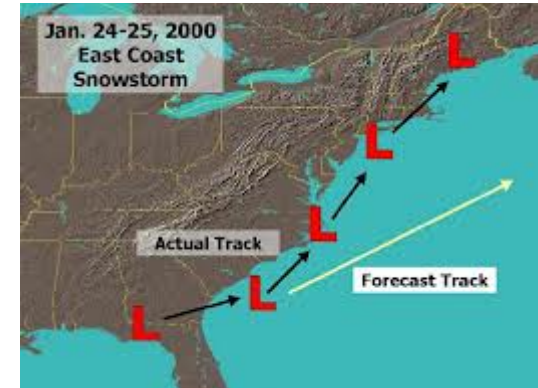 Jan. 24-25, 2000
East Coast
Snowstorm
L
L
L
Actual Track
L
Forecast Track
L